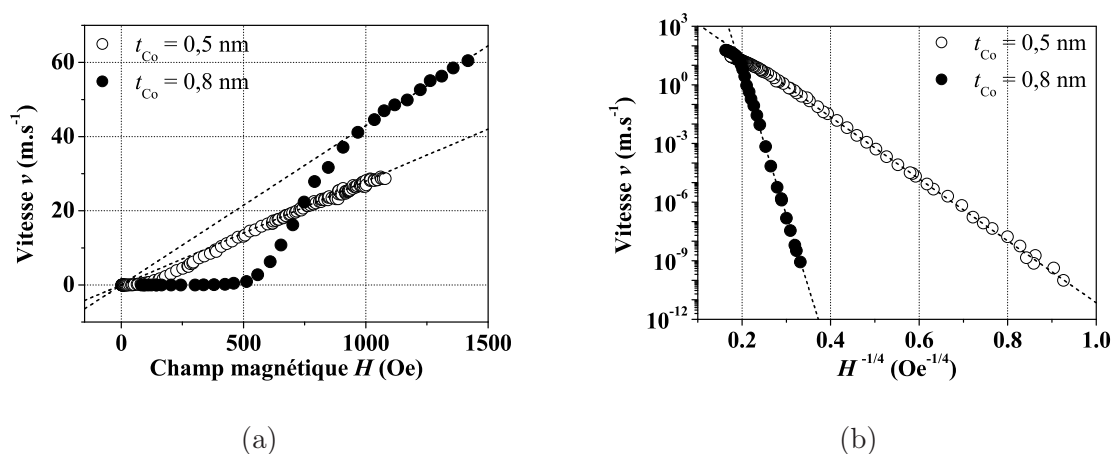 60
40
20
0
Vitesse v (m.s⁻¹)
t_Co = 0,5 nm
t_Co = 0,8 nm
0 500 1000 1500
Champ magnétique H (Oe)
(a)
10³
10⁰
10⁻³
10⁻⁶
10⁻⁹
10⁻¹²
Vitesse v (m.s⁻¹)
t_Co = 0,5 nm
t_Co = 0,8 nm
0.2 0.4 0.6 0.8 1.0
H⁻¹/⁴ (Oe⁻¹/⁴)
(b)